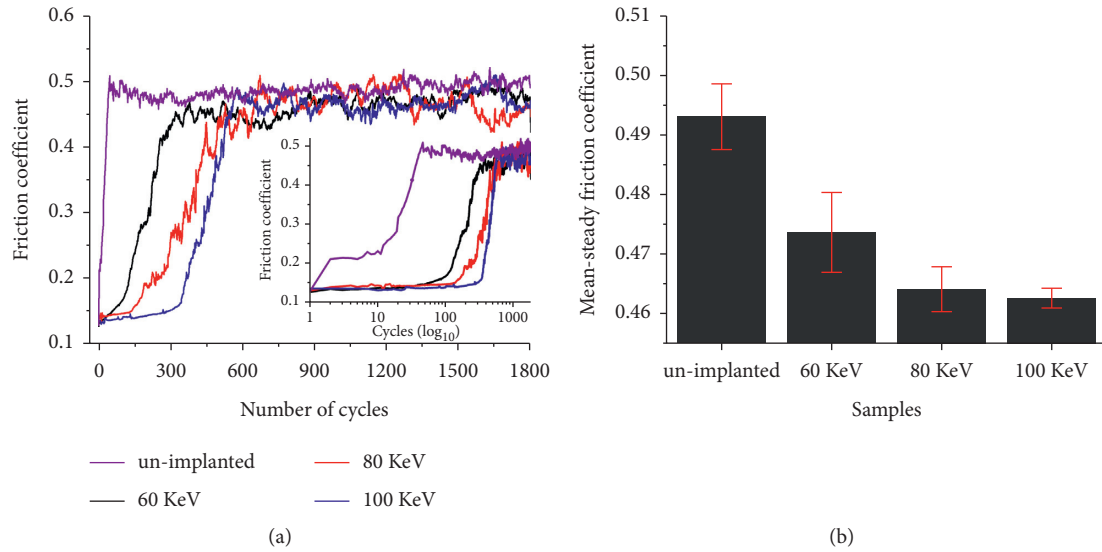 0.6
0.5
0.4
0.3
0.2
0.1
Friction coefficient
0 300 600 900 1200 1500 1800
Number of cycles
0.5
0.4
0.3
0.2
0.1
Friction coefficient
1 10 100 1000
Cycles (log10)
un-implanted
60 KeV
80 KeV
100 KeV
(a)
0.51
0.50
0.49
0.48
0.47
0.46
Mean-steady friction coefficient
un-implanted 60 KeV 80 KeV 100 KeV
Samples
(b)